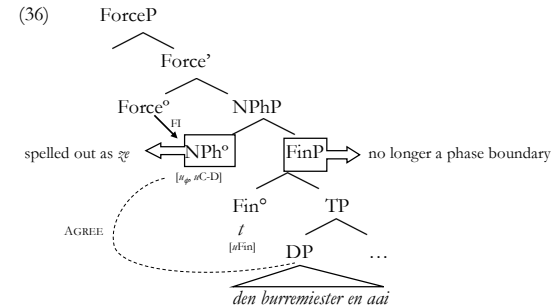 (36) ForceP
Force'
Force° NPhP
FI
spelled out as ze NPh° FinP no longer a phase boundary
[uφ, uC-D]
Fin° TP
AGREE t
[uFin] DP …
den burremiester en aai